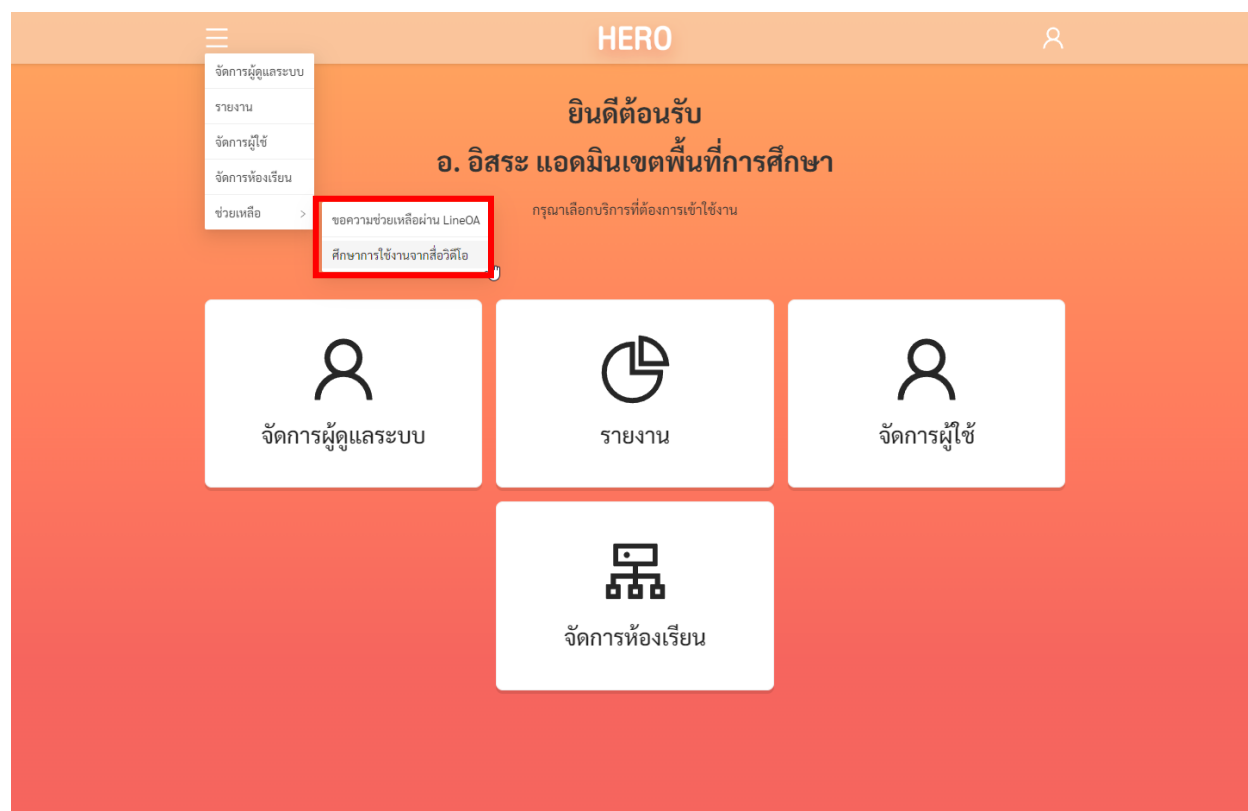 HERO
จัดการผู้ดูแลระบบ
รายงาน
จัดการผู้ใช้
จัดการห้องเรียน
ช่วยเหลือ >
ขอความช่วยเหลือผ่าน LineOA
ศึกษาการใช้งานจากสื่อวิดีโอ
ยินดีต้อนรับ
อ. อิสระ แอดมินเขตพื้นที่การศึกษา
กรุณาเลือกบริการที่ต้องการเข้าใช้งาน
จัดการผู้ดูแลระบบ
รายงาน
จัดการผู้ใช้
จัดการห้องเรียน